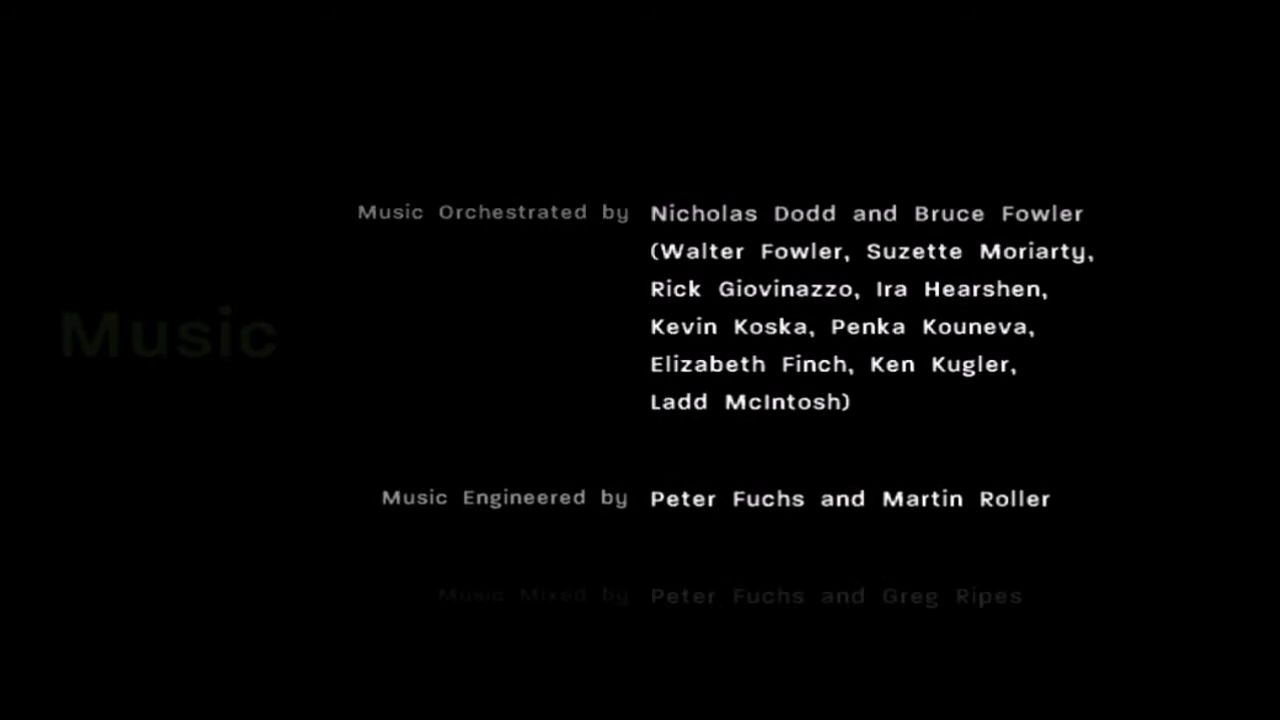 Music Orchestrated by Nicholas Dodd and Bruce Fowler
(Walter Fowler, Suzette Moriarty,
Rick Giovinazzo, Ira Hearshen,
Music
Kevin Koska, Penka Kouneva,
Elizabeth Finch, Ken Kugler,
Ladd McIntosh)
Music Engineered by Peter Fuchs and Martin Roller
Music Mixed by Peter Fuchs and Greg Ripes